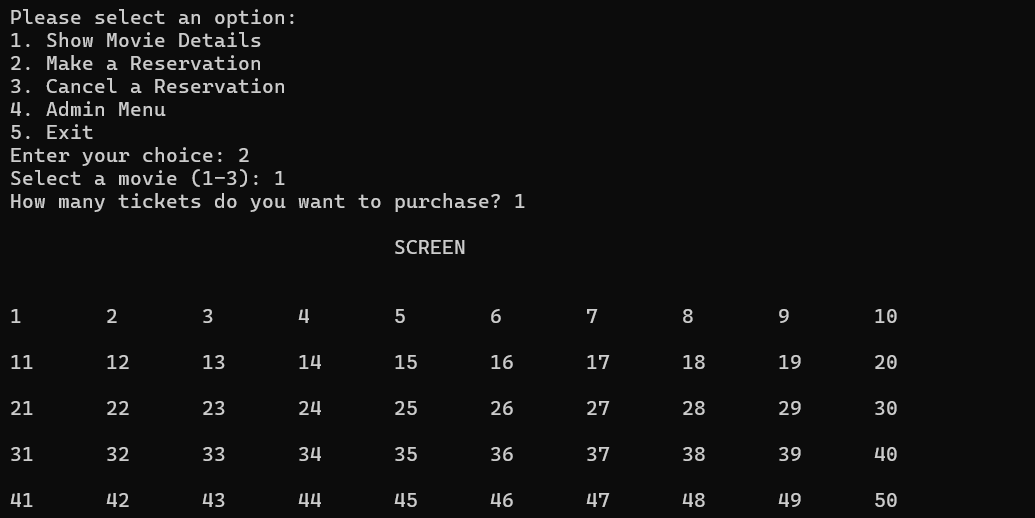 Please select an option:
1. Show Movie Details
2. Make a Reservation
3. Cancel a Reservation
4. Admin Menu
5. Exit
Enter your choice: 2
Select a movie (1-3): 1
How many tickets do you want to purchase? 1
SCREEN
1 2 3 4 5 6 7 8 9 10
11 12 13 14 15 16 17 18 19 20
21 22 23 24 25 26 27 28 29 30
31 32 33 34 35 36 37 38 39 40
41 42 43 44 45 46 47 48 49 50